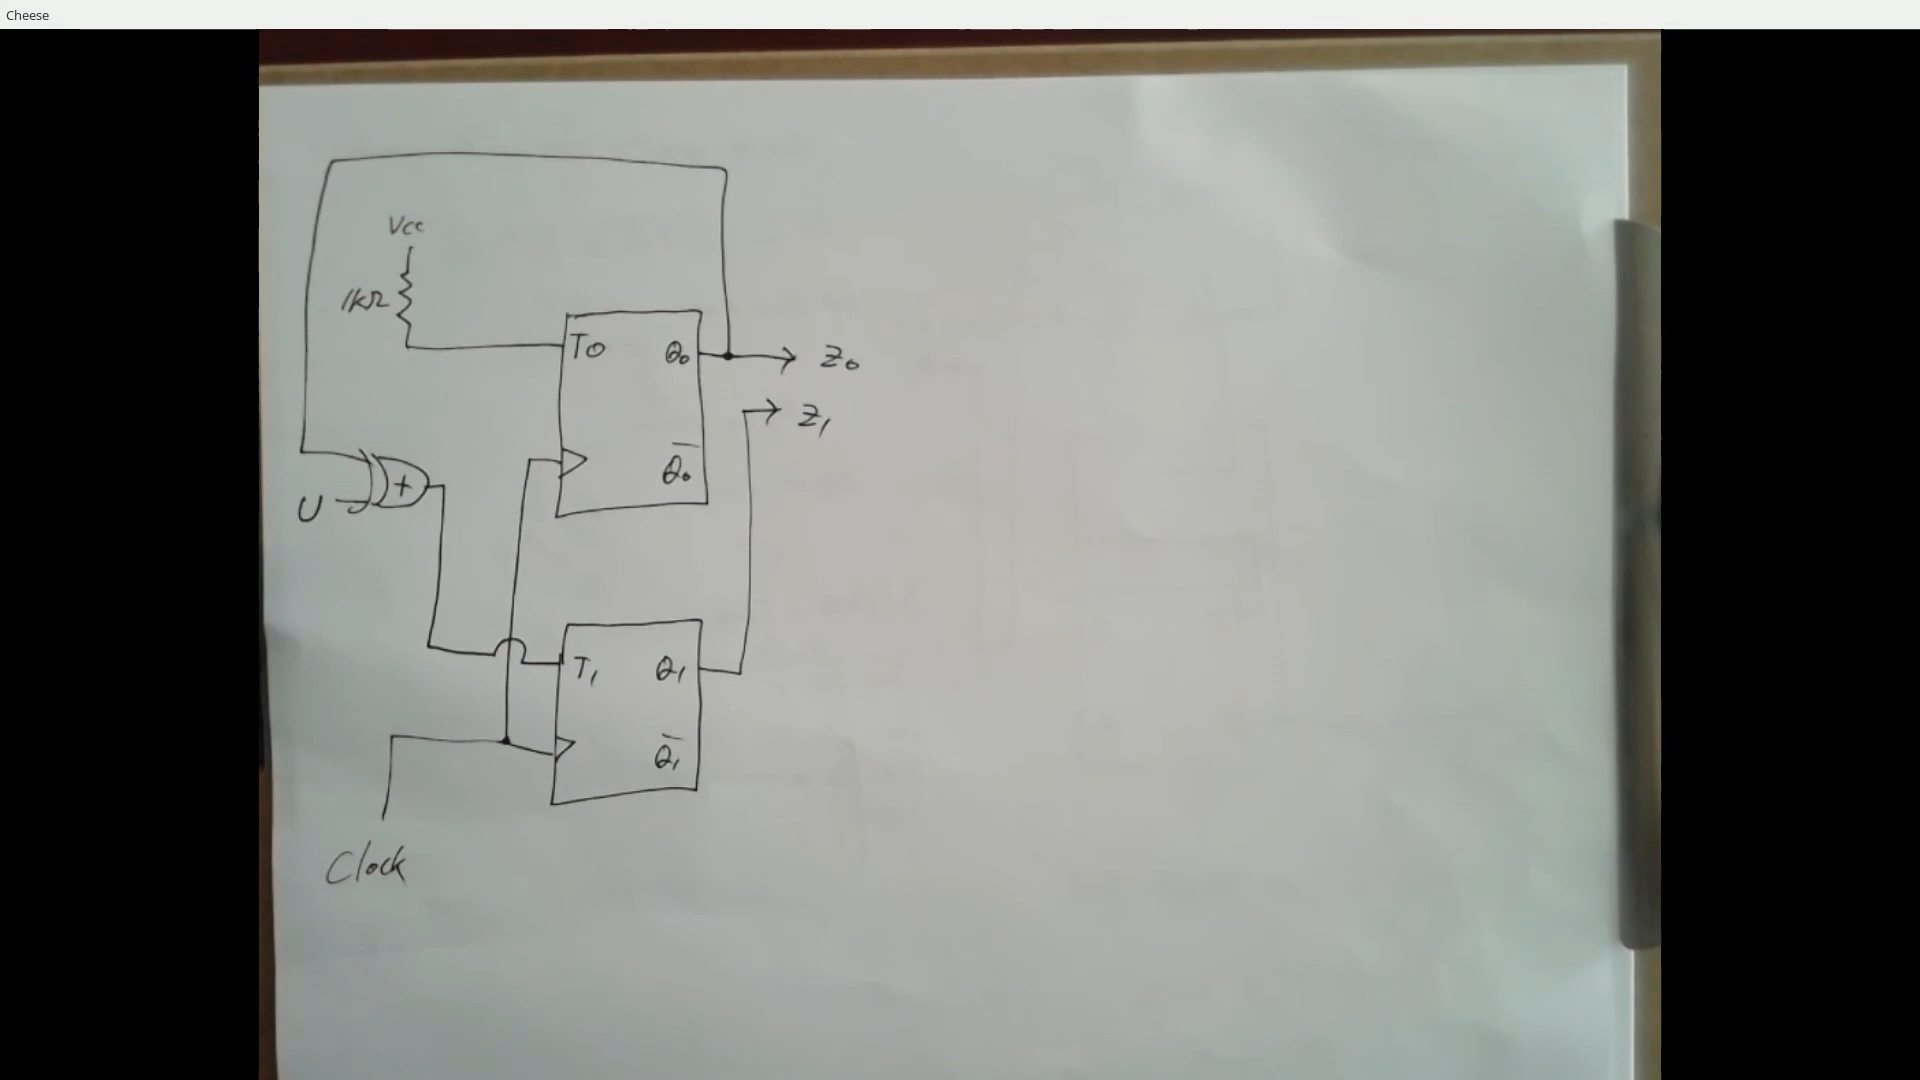 Cheese
Vcc
1kΩ
T0 Q0
Z0
Z1
Q̅0
U
+
T1 Q1
Q̅1
Clock